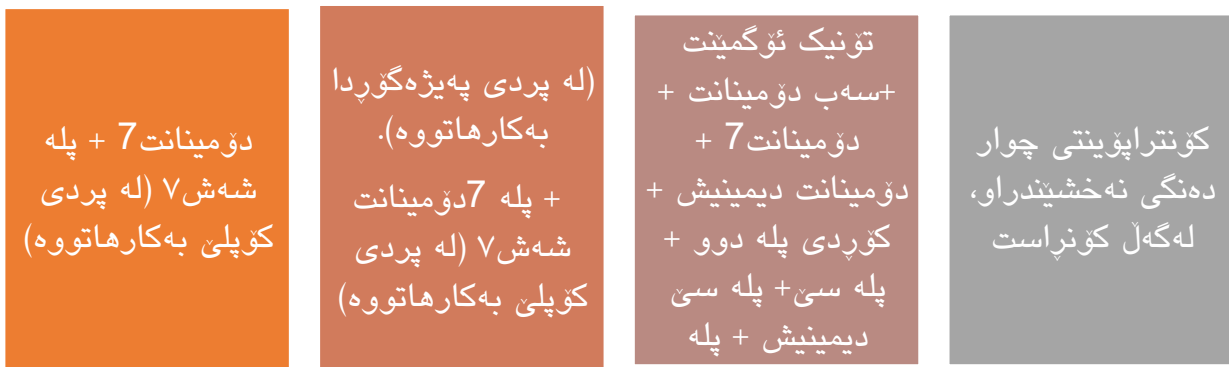 کۆنتراپۆینتی چوار
دەنگی نەخشێندراو،
لەگەڵ کۆنڕاست
تۆنیک ئۆگمێنت
+سەب دۆمینانت +
دۆمینانت7 +
دۆمینانت دیمینیش +
کۆڕدی پلە دوو +
پلە سێ+ پلە سێ
دیمینیش + پلە
(لە پردی پەیژەگۆڕدا
بەکارهاتووە).
+ پلە 7دۆمینانت
شەش٧ (لە پردی
کۆپلێ بەکارهاتووە)
دۆمینانت7 + پلە
شەش٧ (لە پردی
کۆپلێ بەکارهاتووە)